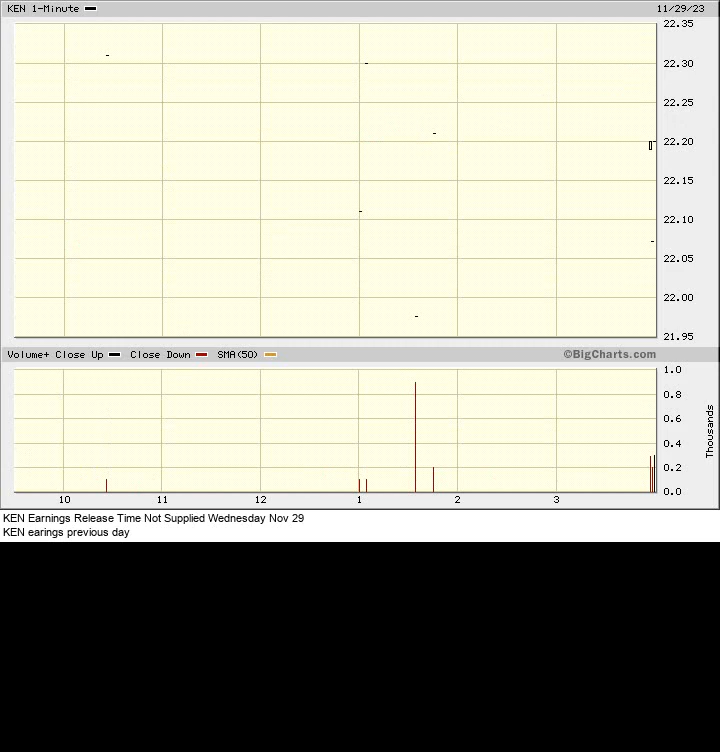 KEN 1-Minute 11/29/23
22.35
22.30
22.25
22.20
22.15
22.10
22.05
22.00
21.95
Volume+ Close Up Close Down SMA(50) ©BigCharts.com
1.0
0.8
0.6
0.4
0.2
0.0
Thousands
10 11 12 1 2 3
KEN Earnings Release Time Not Supplied Wednesday Nov 29
KEN earings previous day